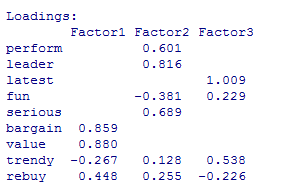 Loadings:
Factor1 Factor2 Factor3
perform 0.601
leader 0.816
latest 1.009
fun -0.381 0.229
serious 0.689
bargain 0.859
value 0.880
trendy -0.267 0.128 0.538
rebuy 0.448 0.255 -0.226